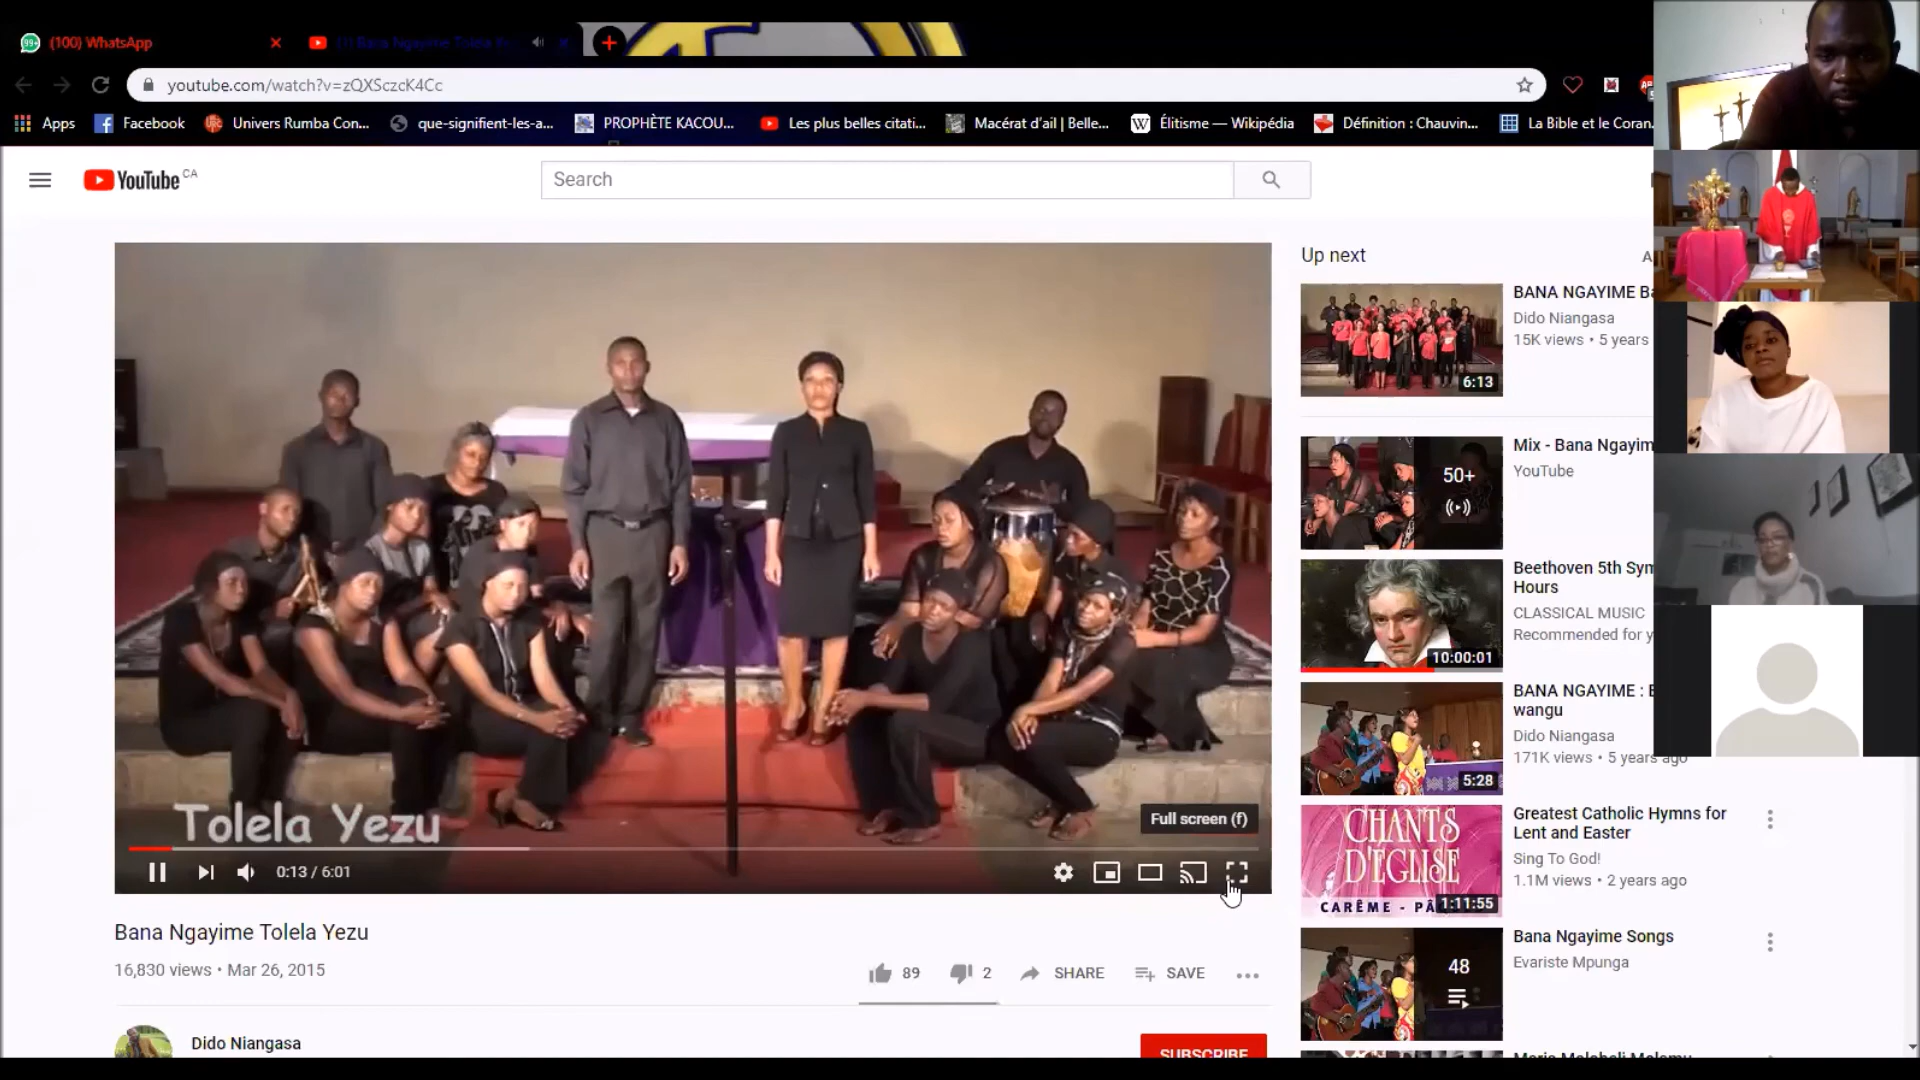 (100) WhatsApp
(1) Bana Ngayime Tolela
youtube.com/watch?v=zQXSczcK4Cc
Apps
Facebook
Univers Rumba Con...
que-signifient-les-a...
PROPHÈTE KACOU...
Les plus belles citati...
Macérat d'ail | Belle...
Élitisme — Wikipédia
Définition : Chauvin...
La Bible et le Coran
YouTube CA
Search
Tolela Yezu
Full screen (f)
0:13 / 6:01
Bana Ngayime Tolela Yezu
16,830 views • Mar 26, 2015
89
2
SHARE
SAVE
Dido Niangasa
SUBSCRIBE
Up next
BANA NGAYIME
Dido Niangasa
15K views • 5 years
6:13
Mix - Bana Ngayim
YouTube
50+
Beethoven 5th Sym
Hours
CLASSICAL MUSIC
Recommended for y
10:00:01
BANA NGAYIME :
wangu
Dido Niangasa
171K views • 5 years ago
5:28
Greatest Catholic Hymns for
Lent and Easter
Sing To God!
1.1M views • 2 years ago
CHANTS
D'EGLISE
CARÊME - PÂ
1:11:55
Bana Ngayime Songs
Evariste Mpunga
48